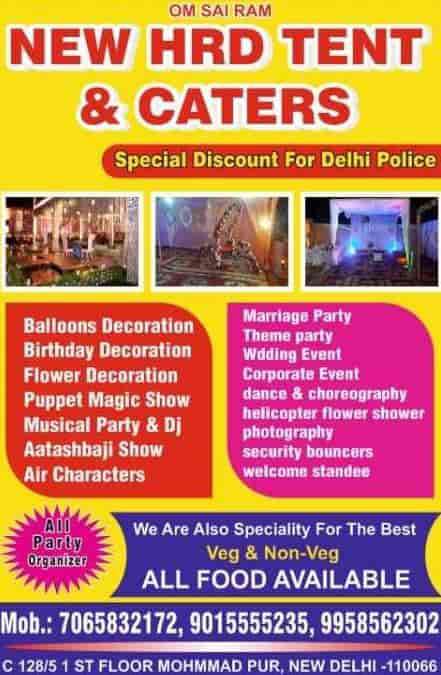 OM SAI RAM
NEW HRD TENT
& CATERS
Special Discount For Delhi Police
Balloons Decoration
Birthday Decoration
Flower Decoration
Puppet Magic Show
Musical Party & Dj
Aatashbaji Show
Air Characters
Marriage Party
Theme party
Wdding Event
Corporate Event
dance & choreography
helicopter flower shower
photography
security bouncers
welcome standee
All
Party
Organizer
We Are Also Speciality For The Best
Veg & Non-Veg
ALL FOOD AVAILABLE
Mob.: 7065832172, 9015555235, 9958562302
C 128/5 1 ST FLOOR MOHMMAD PUR, NEW DELHI -110066